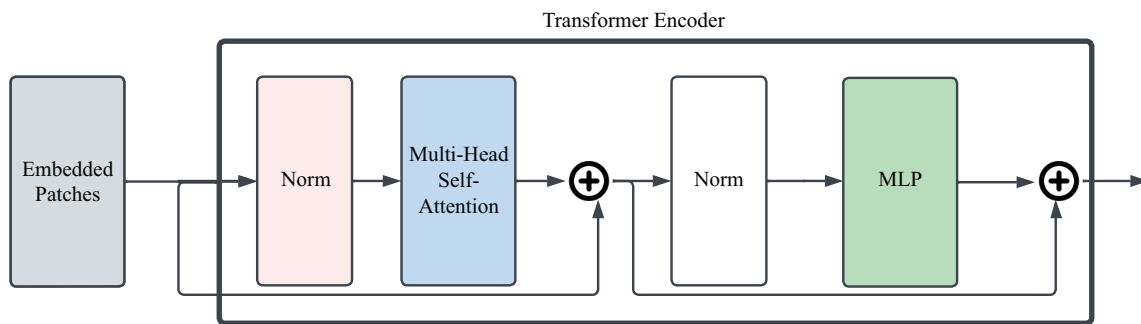 Transformer Encoder
Embedded
Patches
Norm
Multi-Head
Self-
Attention
Norm
MLP